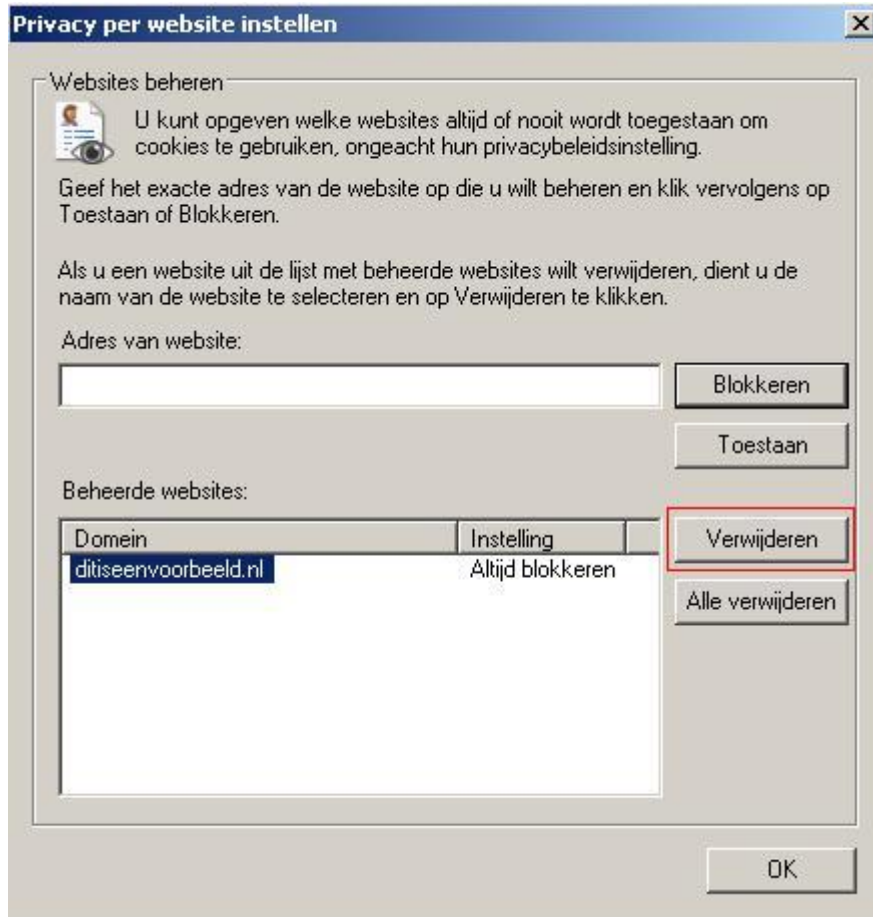 Privacy per website instellen
Websites beheren
U kunt opgeven welke websites altijd of nooit wordt toegestaan om
cookies te gebruiken, ongeacht hun privacybeleidsinstelling.
Geef het exacte adres van de website op die u wilt beheren en klik vervolgens op
Toestaan of Blokkeren.
Als u een website uit de lijst met beheerde websites wilt verwijderen, dient u de
naam van de website te selecteren en op Verwijderen te klikken.
Adres van website:
Blokkeren
Toestaan
Beheerde websites:
Domein Instelling
Verwijderen
ditiseenvoorbeeld.nl Altijd blokkeren
Alle verwijderen
OK